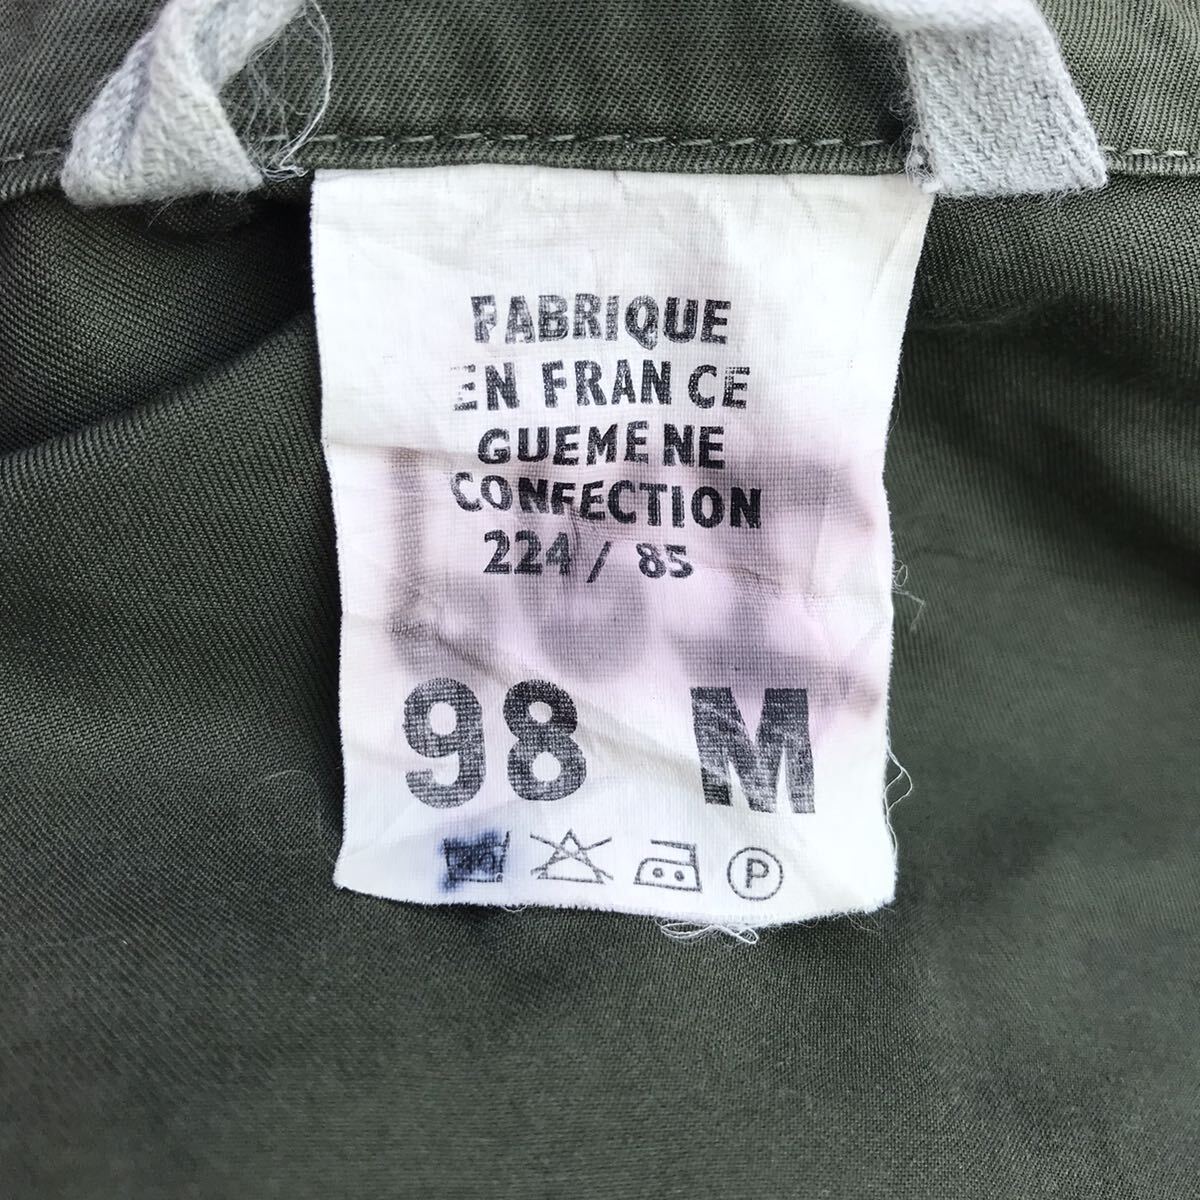 FABRIQUE
EN FRANCE
GUEMENE
CONFECTION
224 / 85
98 M
P